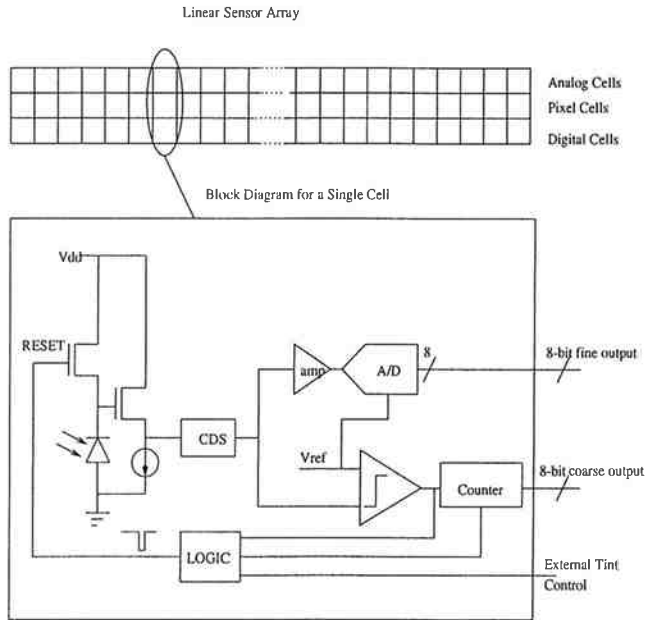 Linear Sensor Array
Analog Cells
Pixel Cells
Digital Cells
Block Diagram for a Single Cell
Vdd
RESET
amp
A/D
8
8-bit fine output
CDS
Vref
Counter
8-bit coarse output
LOGIC
External Tint
Control